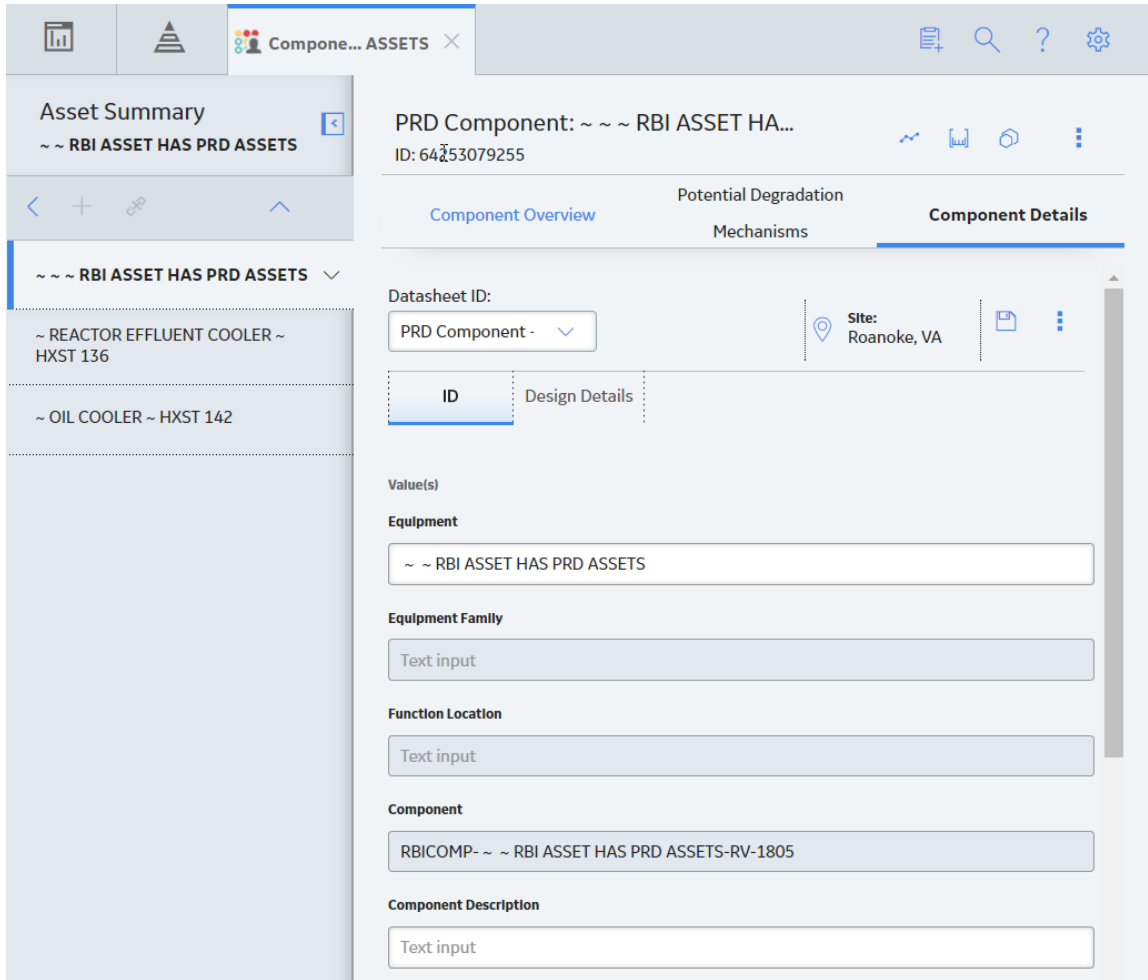 Compone... ASSETS
Asset Summary
~ ~ RBI ASSET HAS PRD ASSETS
~ ~ ~ RBI ASSET HAS PRD ASSETS
~ REACTOR EFFLUENT COOLER ~
HXST 136
~ OIL COOLER ~ HXST 142
PRD Component: ~ ~ ~ RBI ASSET HA...
ID: 64253079255
Component Overview
Potential Degradation
Mechanisms
Component Details
Datasheet ID:
PRD Component -
Site:
Roanoke, VA
ID
Design Details
Value(s)
Equipment
~ ~ RBI ASSET HAS PRD ASSETS
Equipment Family
Text input
Function Location
Text input
Component
RBICOMP- ~ ~ RBI ASSET HAS PRD ASSETS-RV-1805
Component Description
Text input